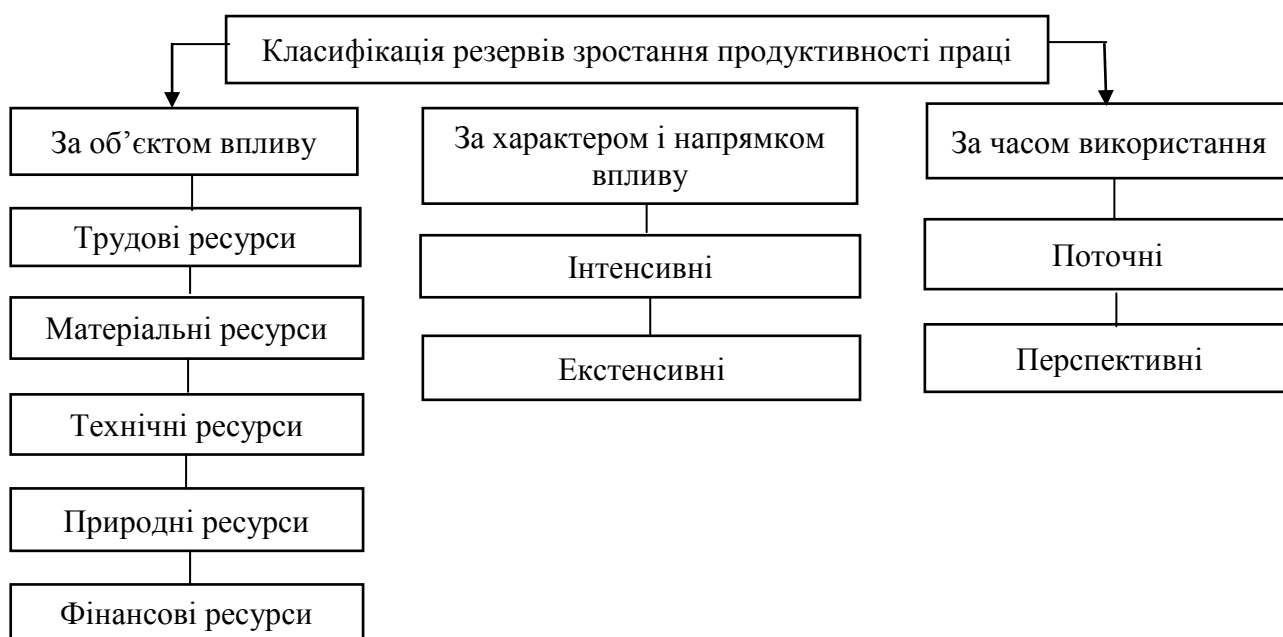 Класифікація резервів зростання продуктивності праці
За об’єктом впливу
Трудові ресурси
Матеріальні ресурси
Технічні ресурси
Природні ресурси
Фінансові ресурси
За характером і напрямком
впливу
Інтенсивні
Екстенсивні
За часом використання
Поточні
Перспективні